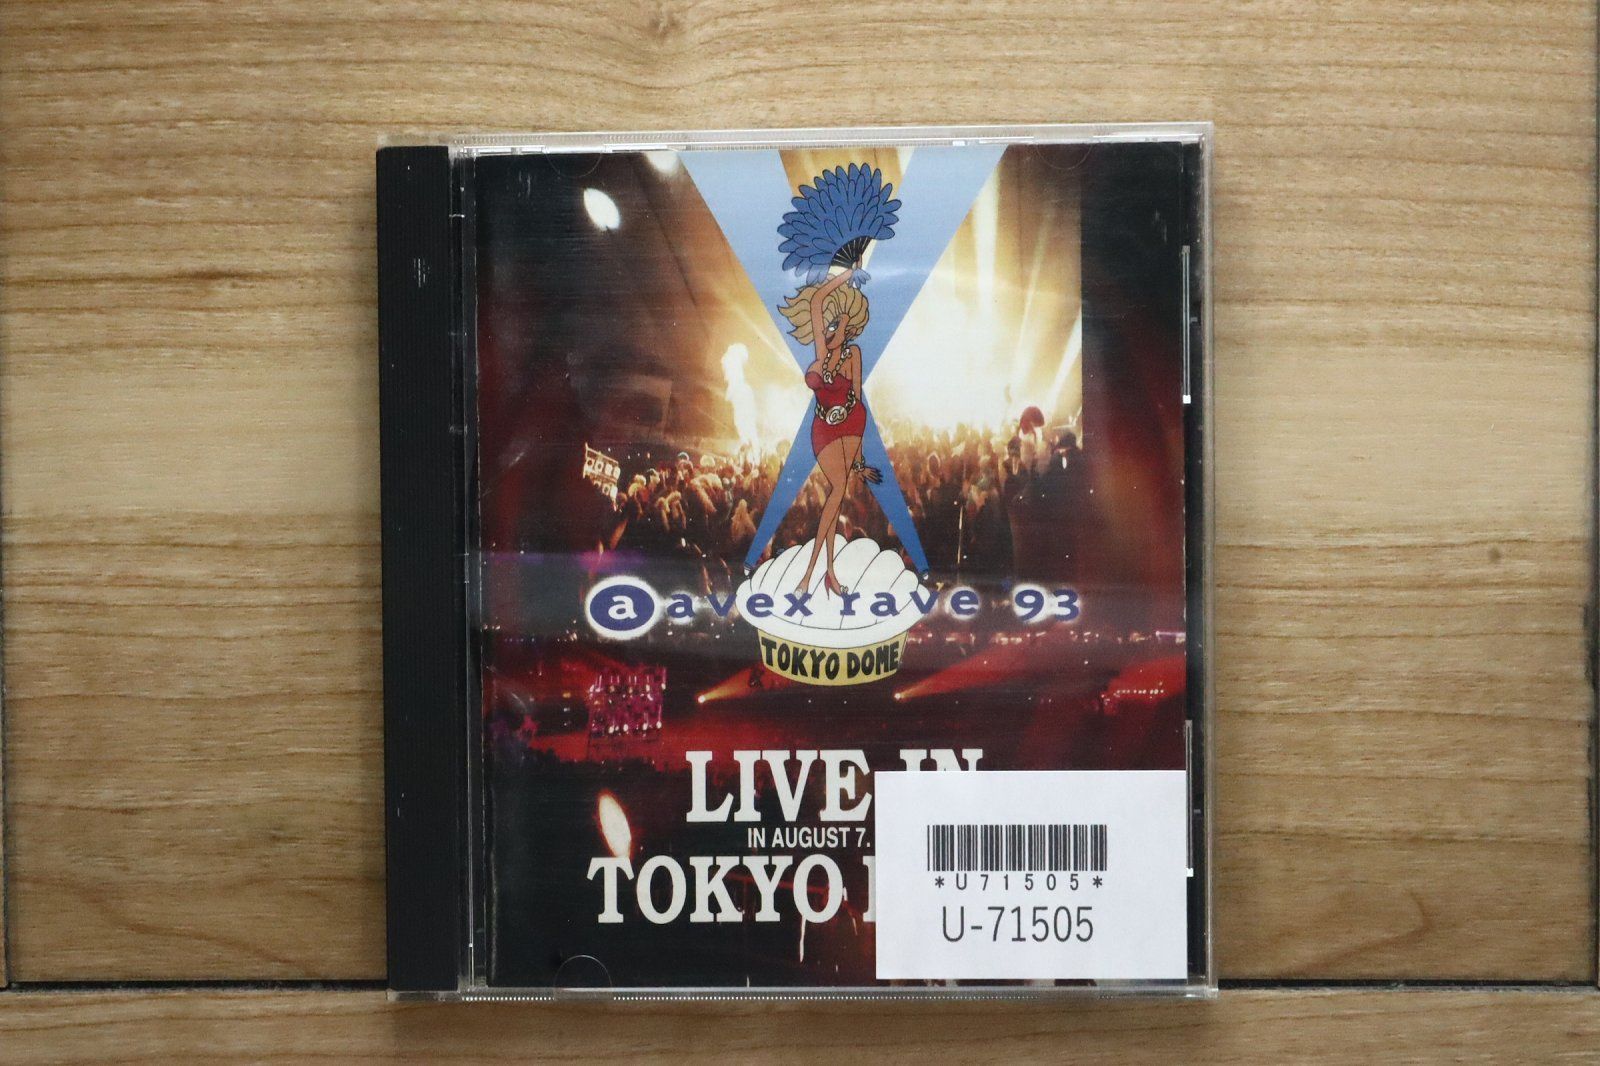 a avex rave '93
TOKYO DOME
LIVE IN
IN AUGUST 7.
TOKYO
*U71505*
U-71505